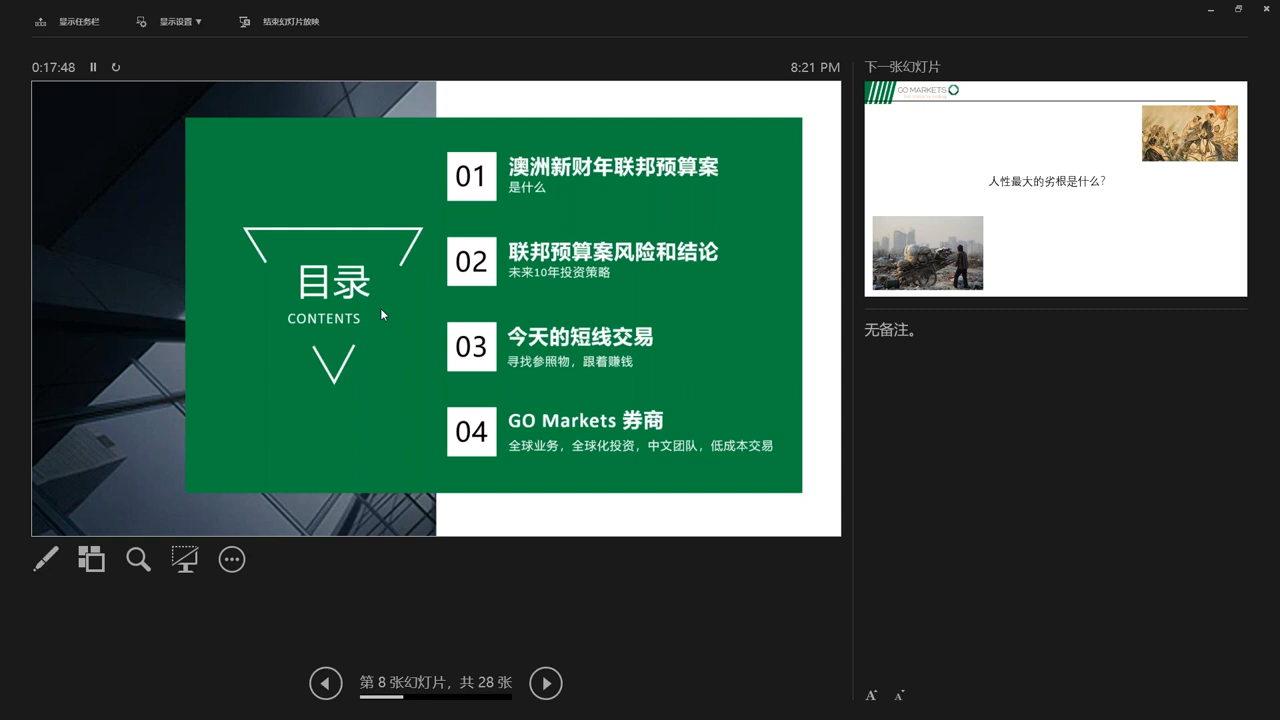 显示任务栏
显示设置 ▼
结束幻灯片放映
0:17:48
8:21 PM
目录
CONTENTS
01
澳洲新财年联邦预算案
是什么
02
联邦预算案风险和结论
未来10年投资策略
03
今天的短线交易
寻找参照物，跟着赚钱
04
GO Markets 券商
全球业务，全球化投资，中文团队，低成本交易
第 8 张幻灯片，共 28 张
下一张幻灯片
GO MARKETS
人性最大的劣根是什么?
无备注。